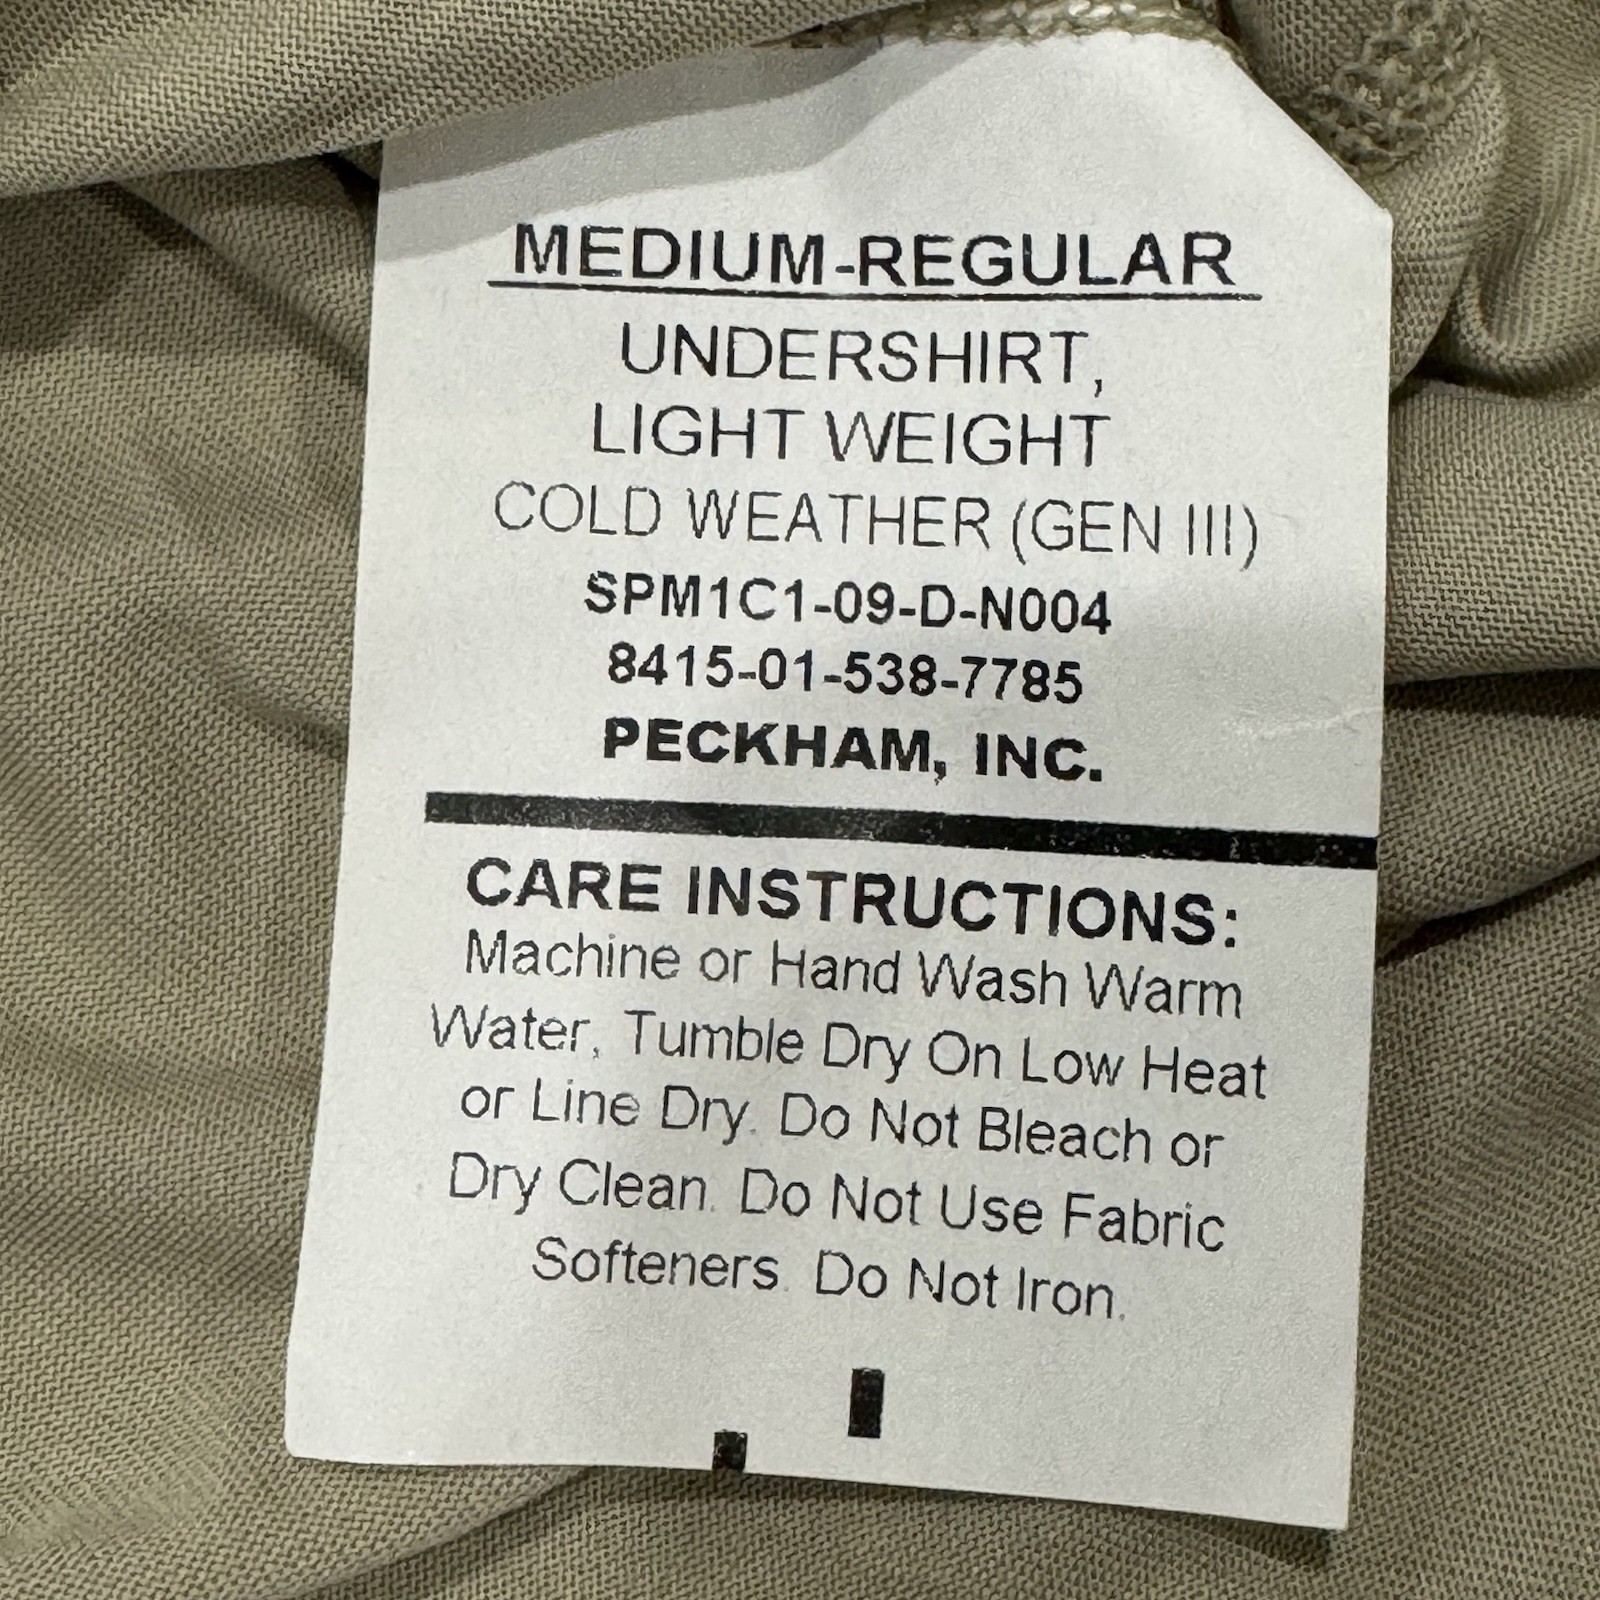 MEDIUM-REGULAR
UNDERSHIRT,
LIGHT WEIGHT
COLD WEATHER (GEN III)
SPM1C1-09-D-N004
8415-01-538-7785
PECKHAM, INC.
CARE INSTRUCTIONS:
Machine or Hand Wash Warm
Water, Tumble Dry On Low Heat
or Line Dry. Do Not Bleach or
Dry Clean. Do Not Use Fabric
Softeners. Do Not Iron.